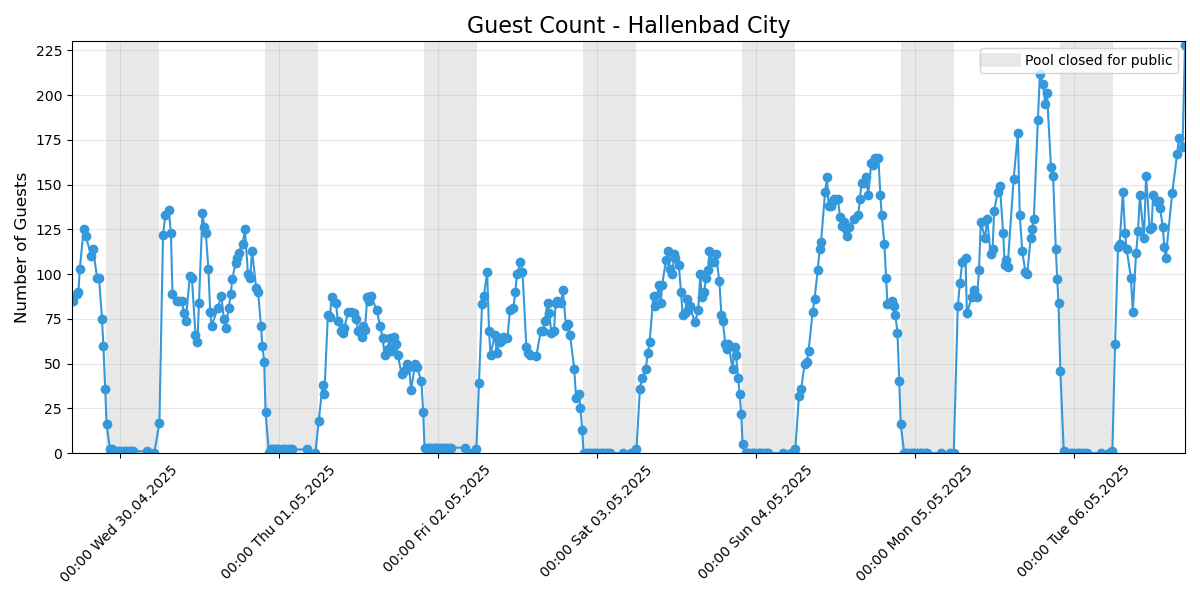 Guest Count - Hallenbad City
Pool closed for public
Number of Guests
225
200
175
150
125
100
75
50
25
0
00:00 Wed 30.04.2025
00:00 Thu 01.05.2025
00:00 Fri 02.05.2025
00:00 Sat 03.05.2025
00:00 Sun 04.05.2025
00:00 Mon 05.05.2025
00:00 Tue 06.05.2025